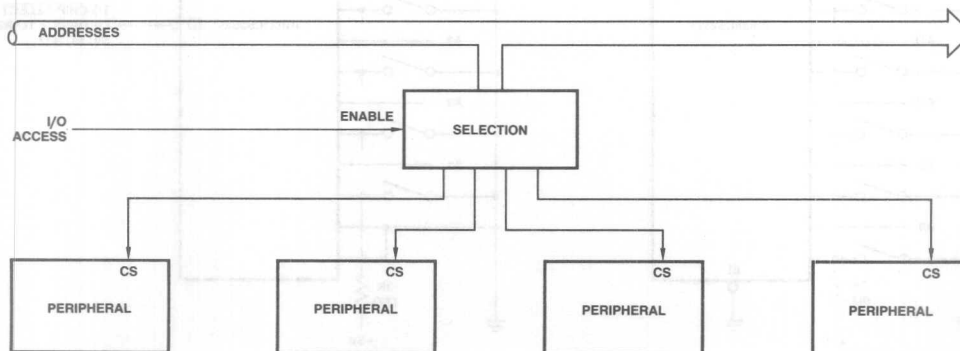 ADDRESSES
I/O
ACCESS
ENABLE
SELECTION
CS
CS
CS
CS
PERIPHERAL
PERIPHERAL
PERIPHERAL
PERIPHERAL